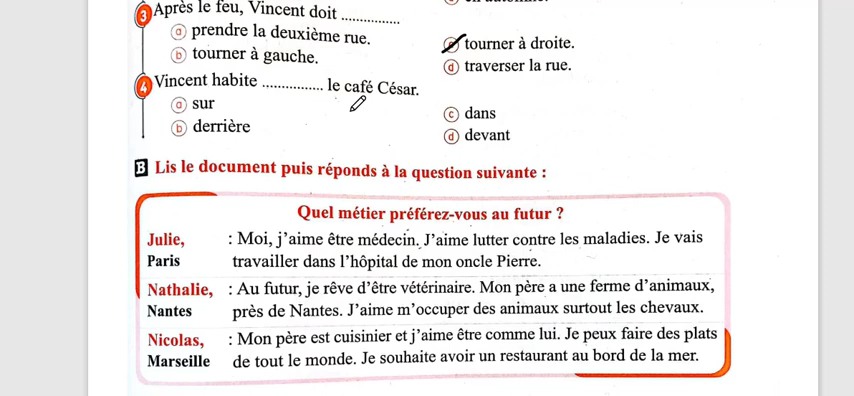 3 Après le feu, Vincent doit ...............
a prendre la deuxième rue.
tourner à droite.
b tourner à gauche.
d traverser la rue.
4 Vincent habite ............... le café César.
a sur
c dans
b derrière
d devant
B Lis le document puis réponds à la question suivante :
Quel métier préférez-vous au futur ?
Julie, : Moi, j'aime être médecin. J'aime lutter contre les maladies. Je vais
Paris travailler dans l'hôpital de mon oncle Pierre.
Nathalie, : Au futur, je rêve d'être vétérinaire. Mon père a une ferme d'animaux,
Nantes près de Nantes. J'aime m'occuper des animaux surtout les chevaux.
Nicolas, : Mon père est cuisinier et j'aime être comme lui. Je peux faire des plats
Marseille de tout le monde. Je souhaite avoir un restaurant au bord de la mer.